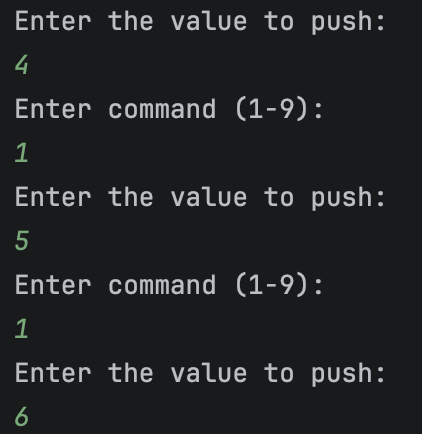 Enter the value to push:
4
Enter command (1-9):
1
Enter the value to push:
5
Enter command (1-9):
1
Enter the value to push:
6